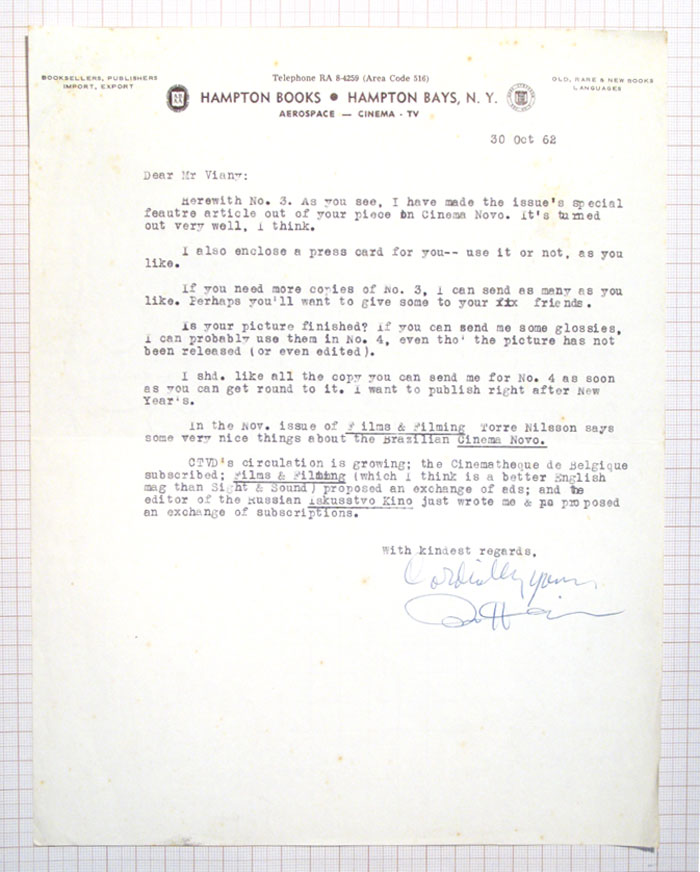 BOOKSELLERS, PUBLISHERS
IMPORT, EXPORT
Telephone RA 8-4259 (Area Code 516)
HAMPTON BOOKS ● HAMPTON BAYS, N. Y.
AEROSPACE — CINEMA - TV
OLD, RARE & NEW BOOKS
LANGUAGES
30 Oct 62
Dear Mr Viany:
Herewith No. 3. As you see, I have made the issue's special
feautre article out of your piece on Cinema Novo. It's turned
out very well, I think.
I also enclose a press card for you-- use it or not, as you
like.
If you need more copies of No. 3, I can send as many as you
like. Perhaps you'll want to give some to your friends.
Is your picture finished? If you can send me some glossies,
I can probably use them in No. 4, even tho' the picture has not
been released (or even edited).
I shd. like all the copy you can send me for No. 4 as soon
as you can get round to it. I want to publish right after New
Year's.
In the Nov. issue of Films & Filming Torre Nilsson says
some very nice things about the Brazilian Cinema Novo.
CTVD's circulation is growing; the Cinematheque de Belgique
subscribed; Films & Filming (which I think is a better English
mag than Sight & Sound) proposed an exchange of ads; and the
editor of the Russian Iskusstvo Kino just wrote me & proposed
an exchange of subscriptions.
With kindest regards,
Cordially yours,